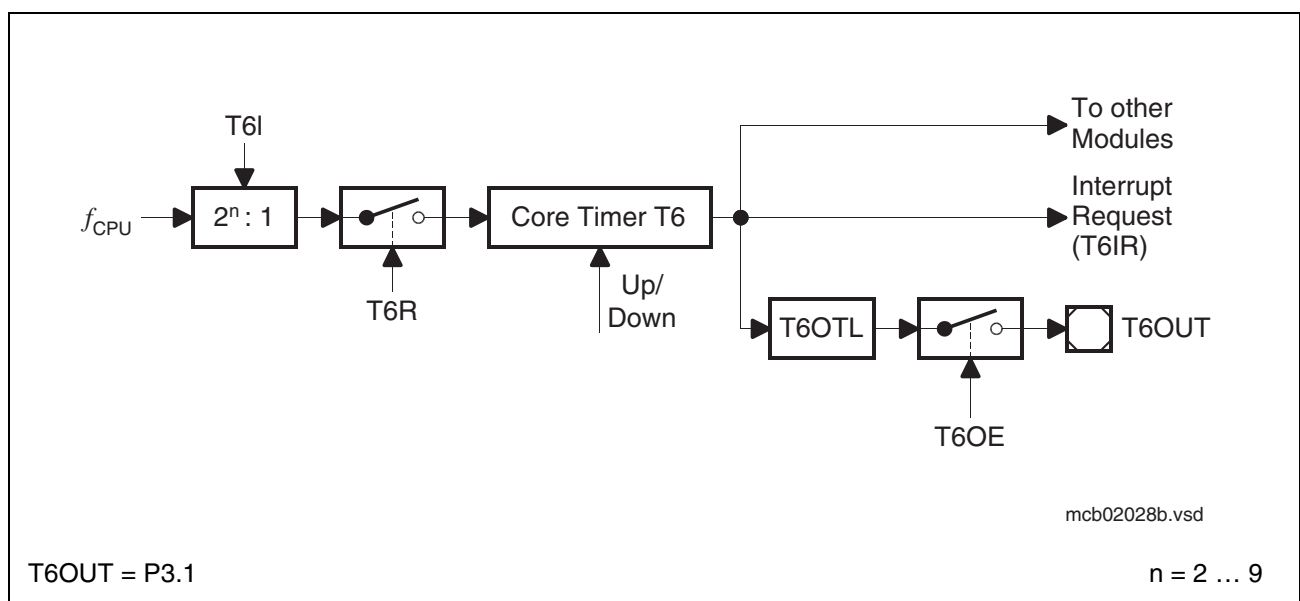 To other
Modules
T6I
Interrupt
Request
(T6IR)
f_CPU
2ⁿ : 1
Core Timer T6
T6R
Up/
Down
T6OTL
T6OUT
T6OE
mcb02028b.vsd
T6OUT = P3.1
n = 2 … 9